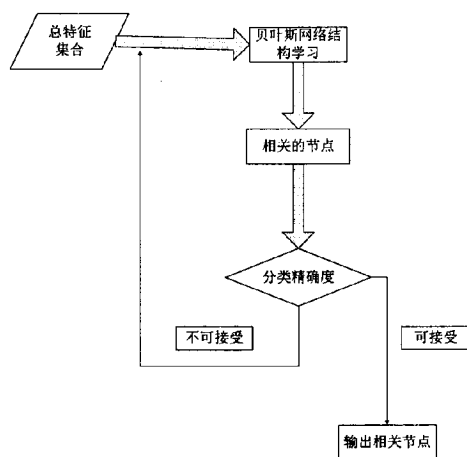 总特征
集合
贝叶斯网络结
构学习
相关的节点
分类精确度
不可接受
可接受
输出相关节点